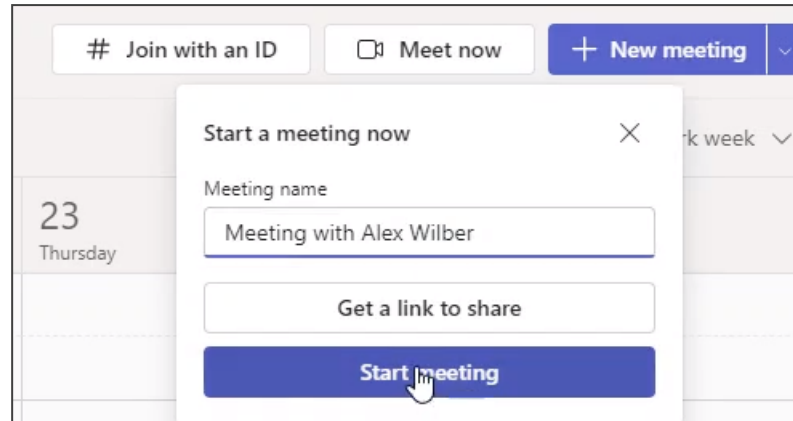 # Join with an ID
Meet now
+ New meeting
Start a meeting now
rk week
Meeting name
23
Thursday
Meeting with Alex Wilber
Get a link to share
Start meeting